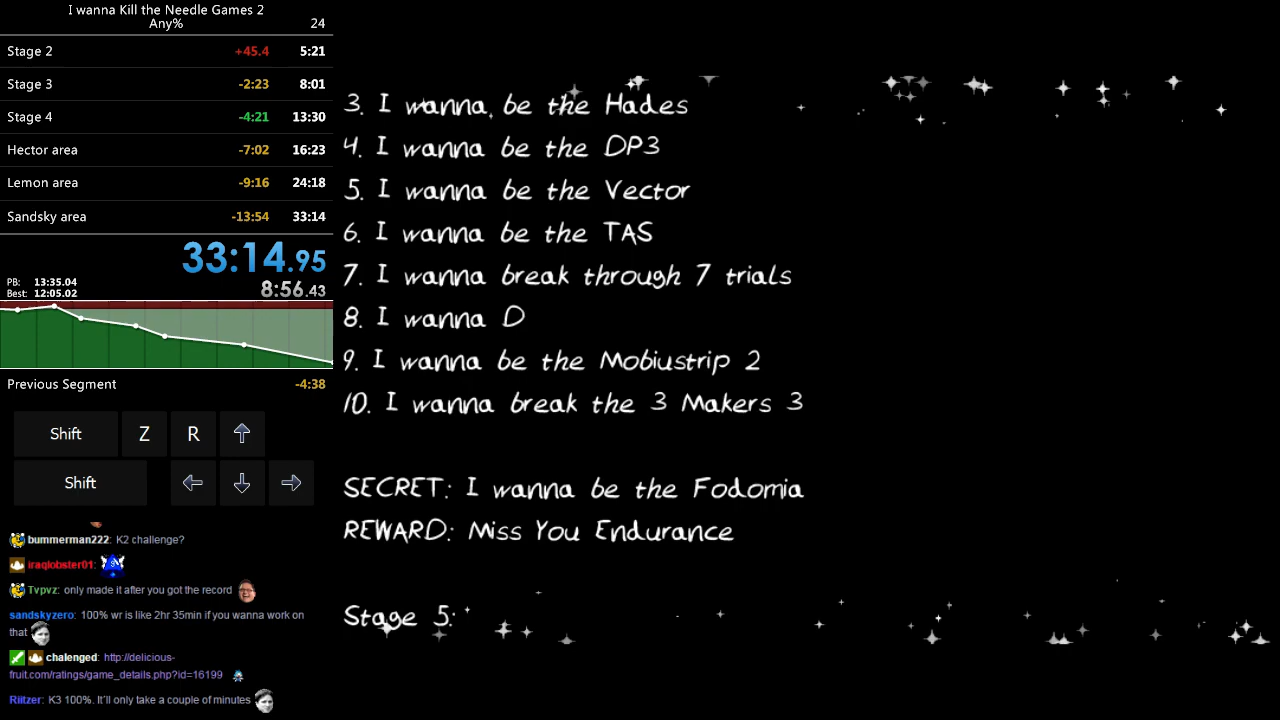 I wanna Kill the Needle Games 2
Any% 24
Stage 2 +45.4 5:21
Stage 3 -2:23 8:01
Stage 4 -4:21 13:30
Hector area -7:02 16:23
Lemon area -9:16 24:18
Sandsky area -13:54 33:14
33:14.95
PB: 13:35.04
Best: 12:05.02
8:56.43
Previous Segment -4:38
Shift Z R
Shift
bummerman222: K2 challenge?
iraqlobster01:
Tvpvz: only made it after you got the record
sandskyzero: 100% wr is like 2hr 35min if you wanna work on
that
chalenged: http://delicious-
fruit.com/ratings/game_details.php?id=16199
Riitzer: K3 100%. It´ll only take a couple of minutes
3. I wanna be the Hades
4. I wanna be the DP3
5. I wanna be the Vector
6. I wanna be the TAS
7. I wanna break through 7 trials
8. I wanna D
9. I wanna be the Mobiustrip 2
10. I wanna break the 3 Makers 3
SECRET: I wanna be the Fodomia
REWARD: Miss You Endurance
Stage 5: